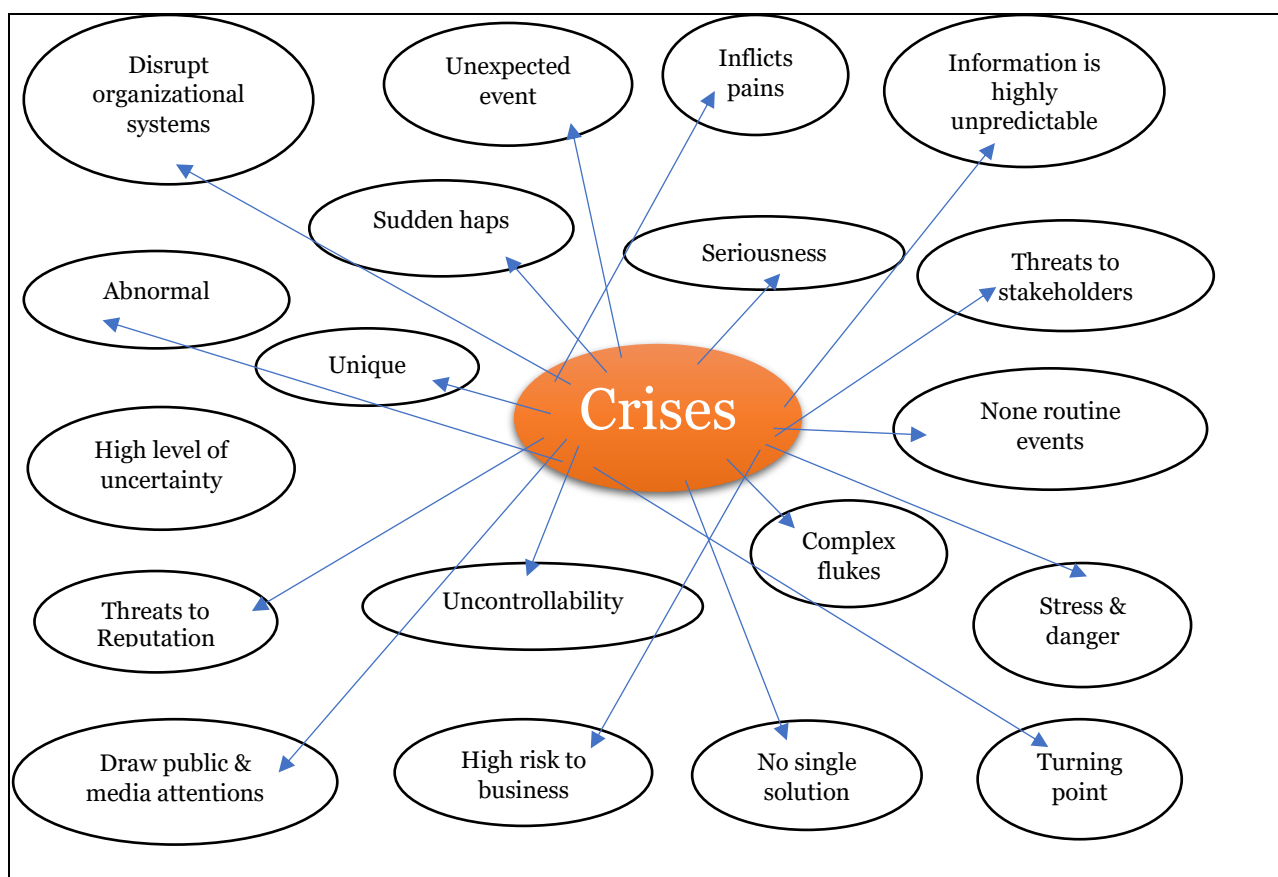 Disrupt
organizational
systems
Unexpected
event
Inflicts
pains
Information is
highly
unpredictable
Sudden haps
Seriousness
Threats to
stakeholders
Abnormal
Unique
Crises
None routine
events
High level of
uncertainty
Complex
flukes
Threats to
Reputation
Uncontrollability
Stress &
danger
Draw public &
media attentions
High risk to
business
No single
solution
Turning
point